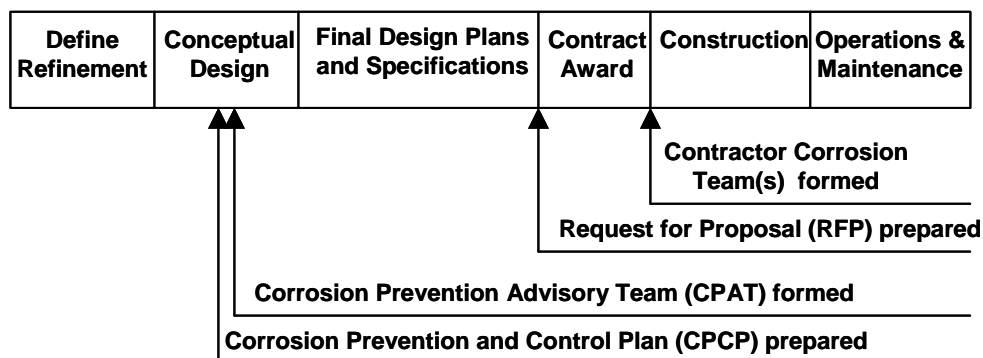 Define
Refinement
Conceptual
Design
Final Design Plans
and Specifications
Contract
Award
Construction
Operations &
Maintenance
Contractor Corrosion
Team(s) formed
Request for Proposal (RFP) prepared
Corrosion Prevention Advisory Team (CPAT) formed
Corrosion Prevention and Control Plan (CPCP) prepared